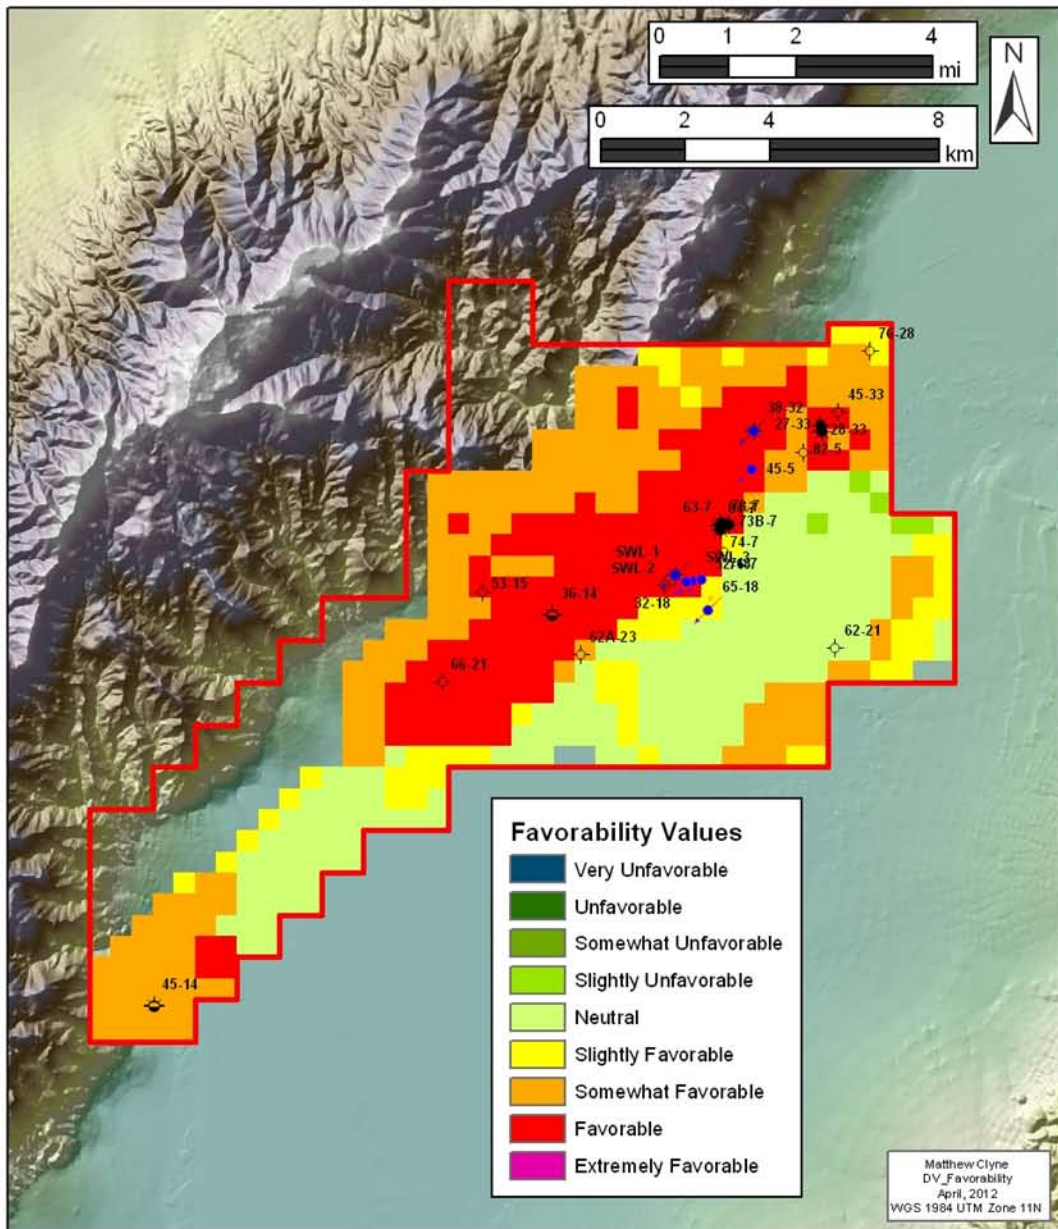 0 1 2 4
mi
0 2 4 8
km
N
76-28
45-33
38-32
27-33
28-33
82-5
45-5
63-7
73B-7
74-7
SWL-1
SWL-3
SWL-2
65-18
53-15
36-14
32-18
62A-23
62-21
66-21
45-14
Favorability Values
Very Unfavorable
Unfavorable
Somewhat Unfavorable
Slightly Unfavorable
Neutral
Slightly Favorable
Somewhat Favorable
Favorable
Extremely Favorable
Matthew Clyne
DV_Favorability
April, 2012
WGS 1984 UTM Zone 11N